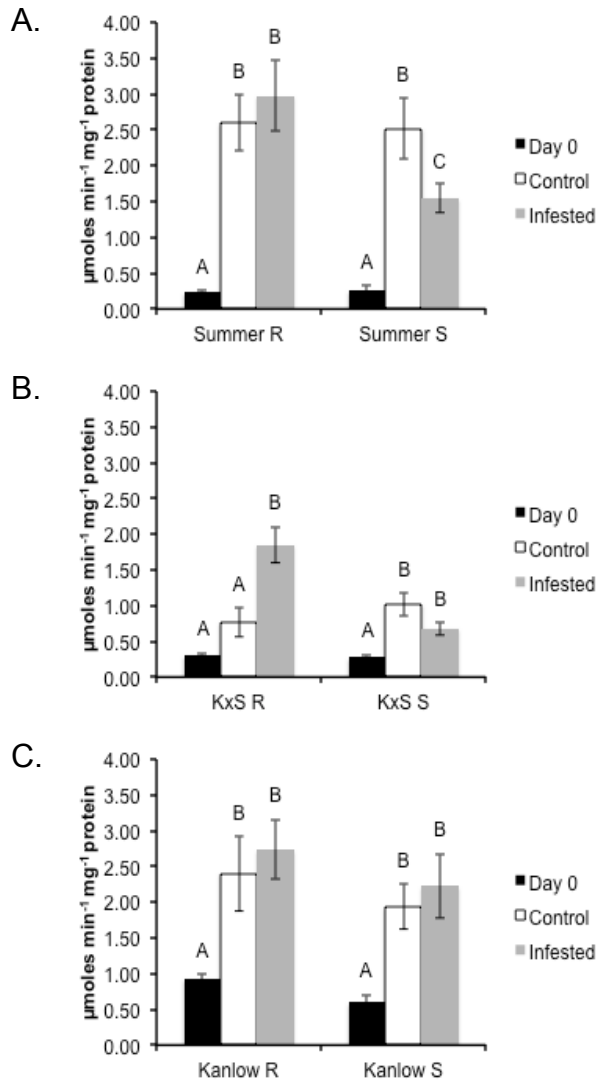 A.
µmoles min-1 mg-1 protein
4.00
3.50
3.00
2.50
2.00
1.50
1.00
0.50
0.00
A
B
B
A
B
C
Summer R
Summer S
Day 0
Control
Infested
B.
µmoles min-1 mg-1 protein
4.00
3.50
3.00
2.50
2.00
1.50
1.00
0.50
0.00
A
A
B
A
B
B
KxS R
KxS S
Day 0
Control
Infested
C.
µmoles min-1 mg-1 protein
4.00
3.50
3.00
2.50
2.00
1.50
1.00
0.50
0.00
A
B
B
A
B
B
Kanlow R
Kanlow S
Day 0
Control
Infested